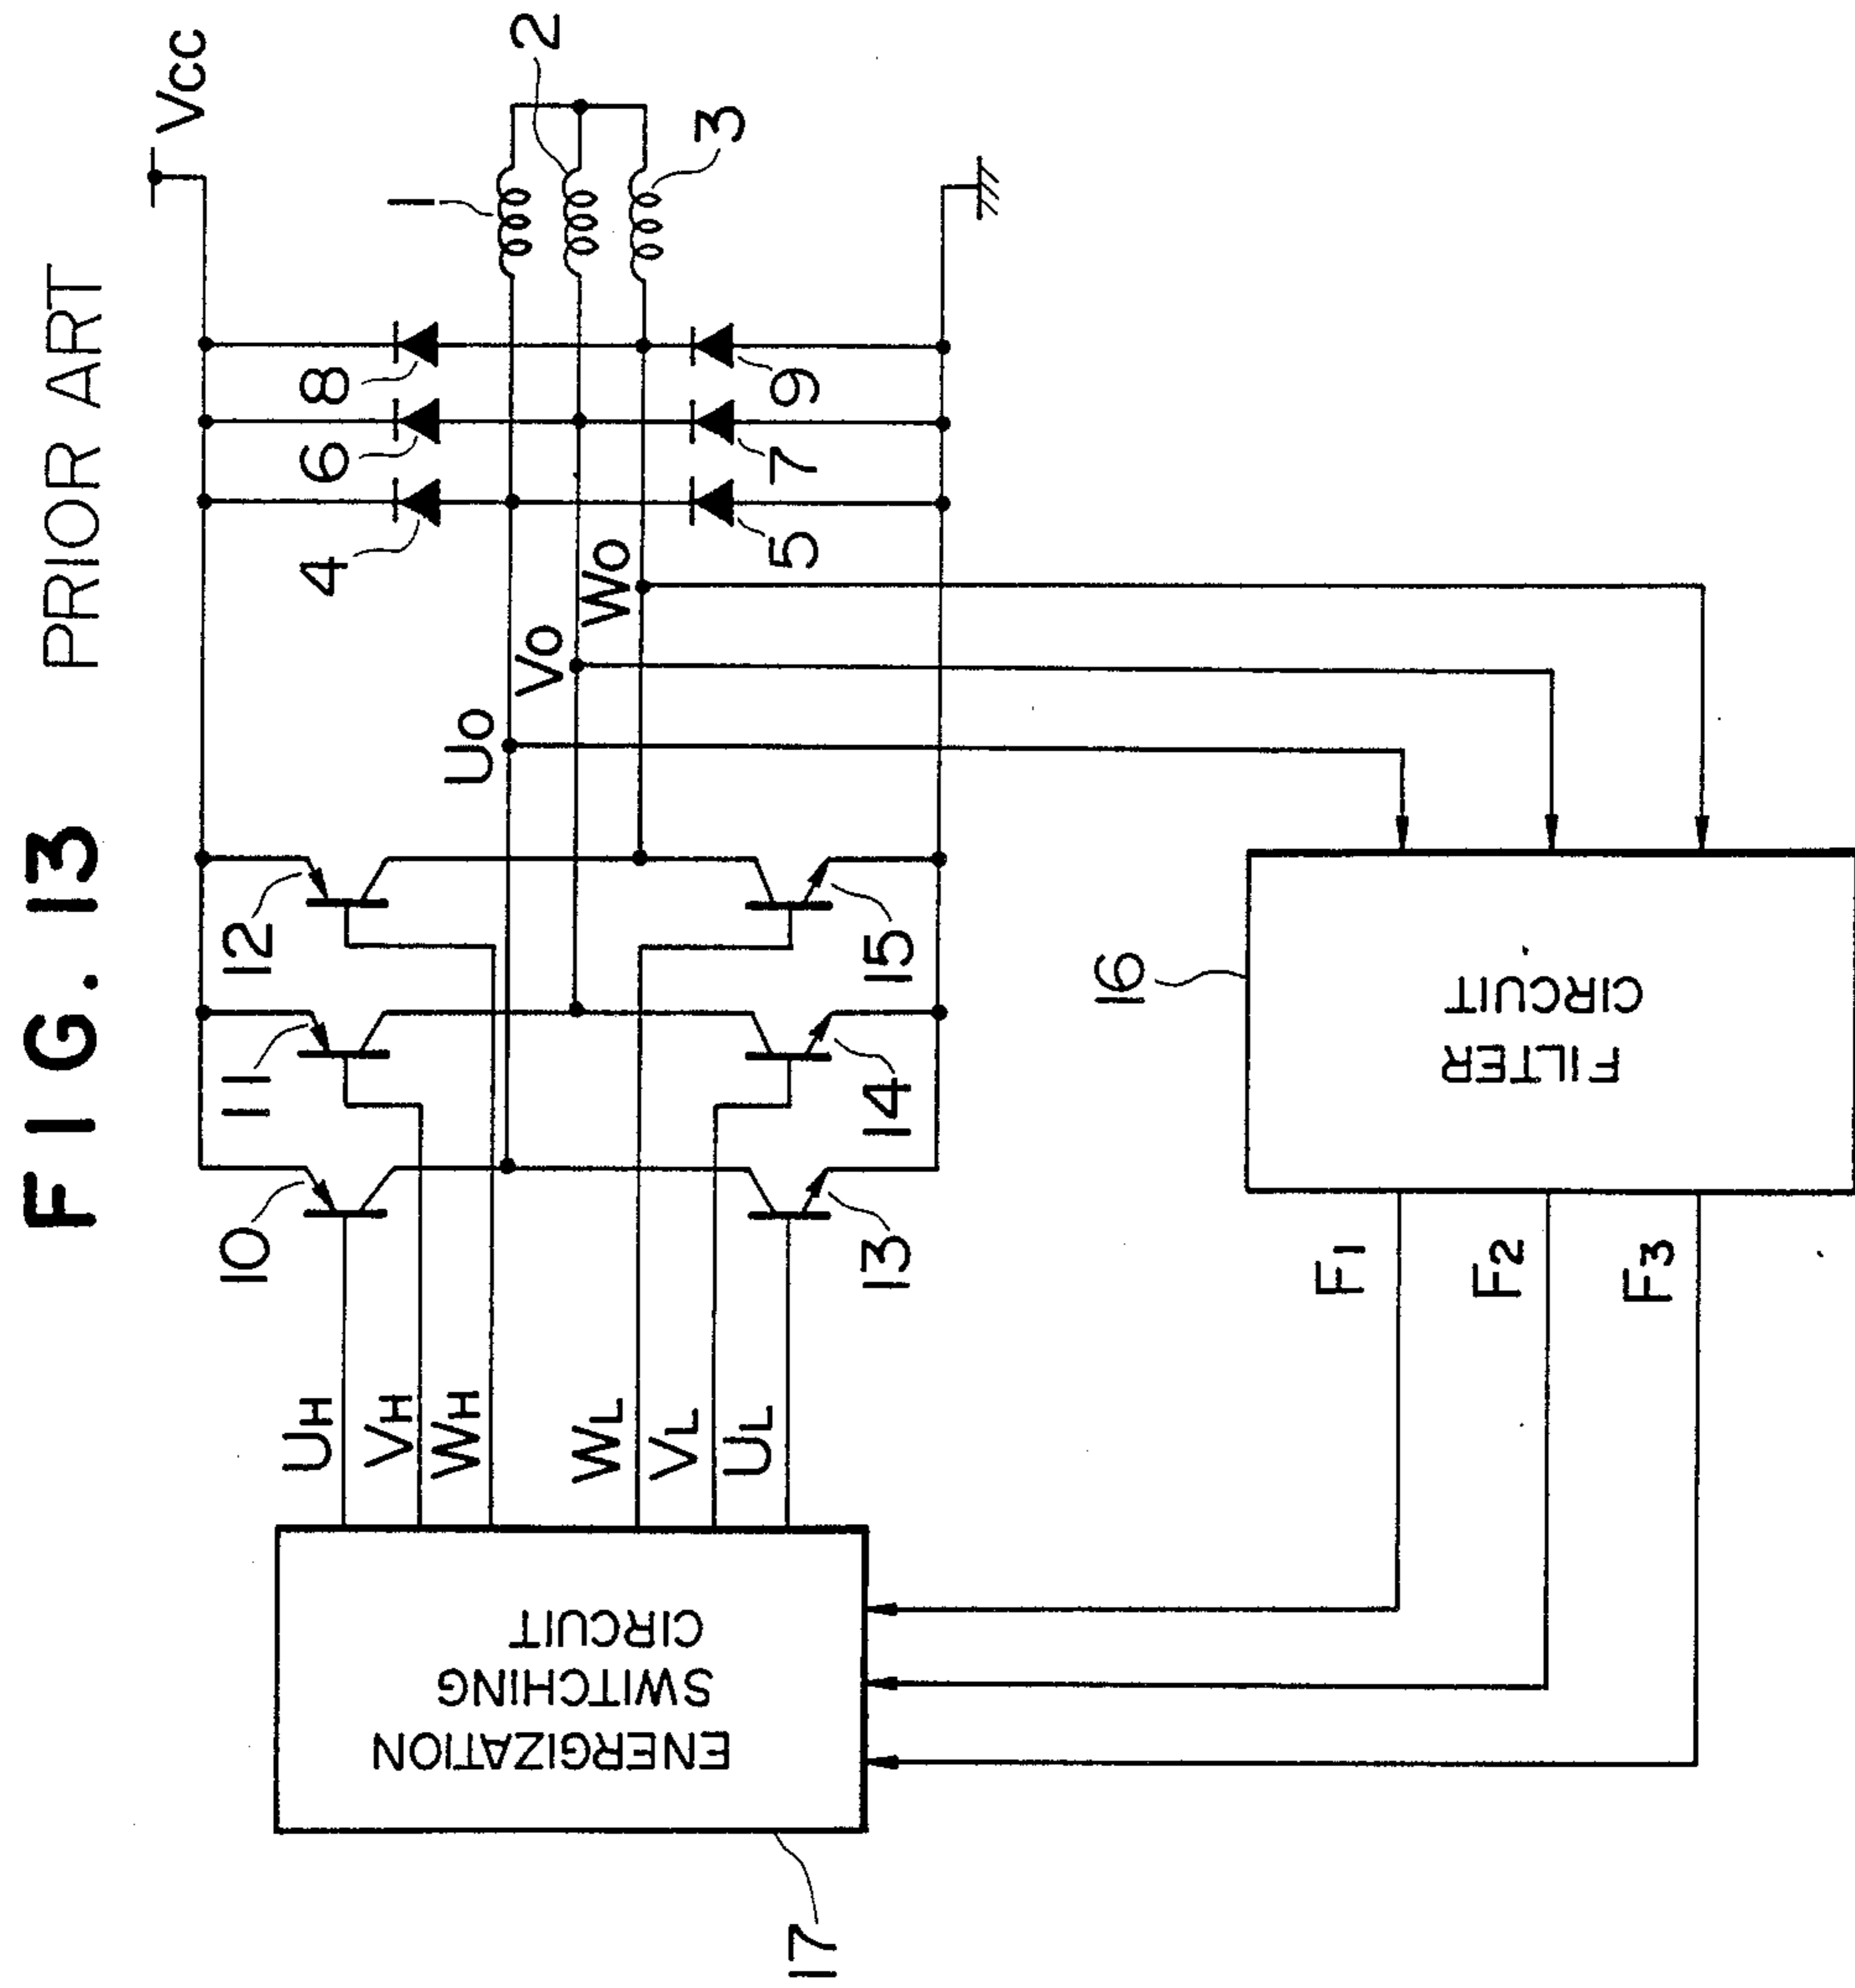 FIG. 13 PRIOR ART
Vcc
1
2
3
4
6
8
5
7
9
UO
VO
WO
10
11
12
13
14
15
UH
VH
WH
WL
VL
UL
16
FILTER
CIRCUIT
F1
F2
F3
ENERGIZATION
SWITCHING
CIRCUIT
17